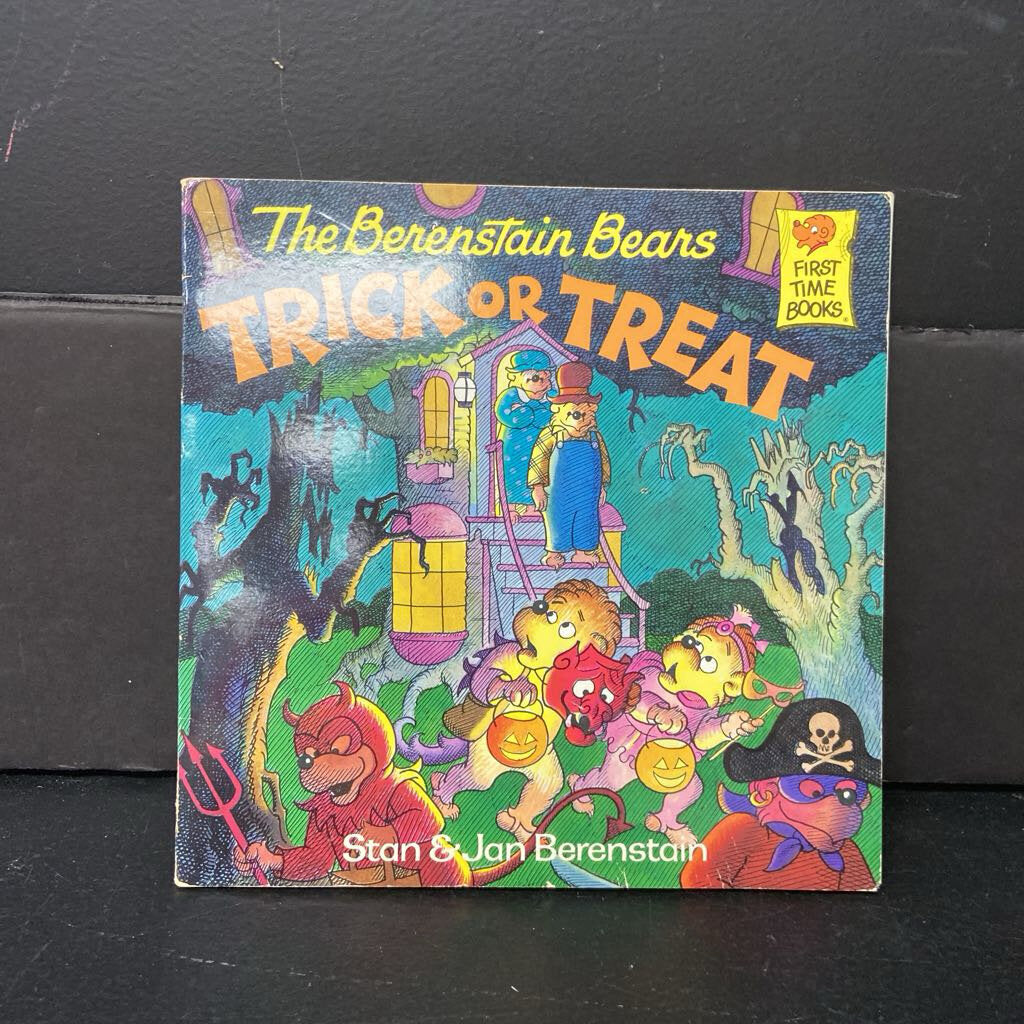 The Berenstain Bears
TRICK OR TREAT
FIRST
TIME
BOOKS®
Stan & Jan Berenstain